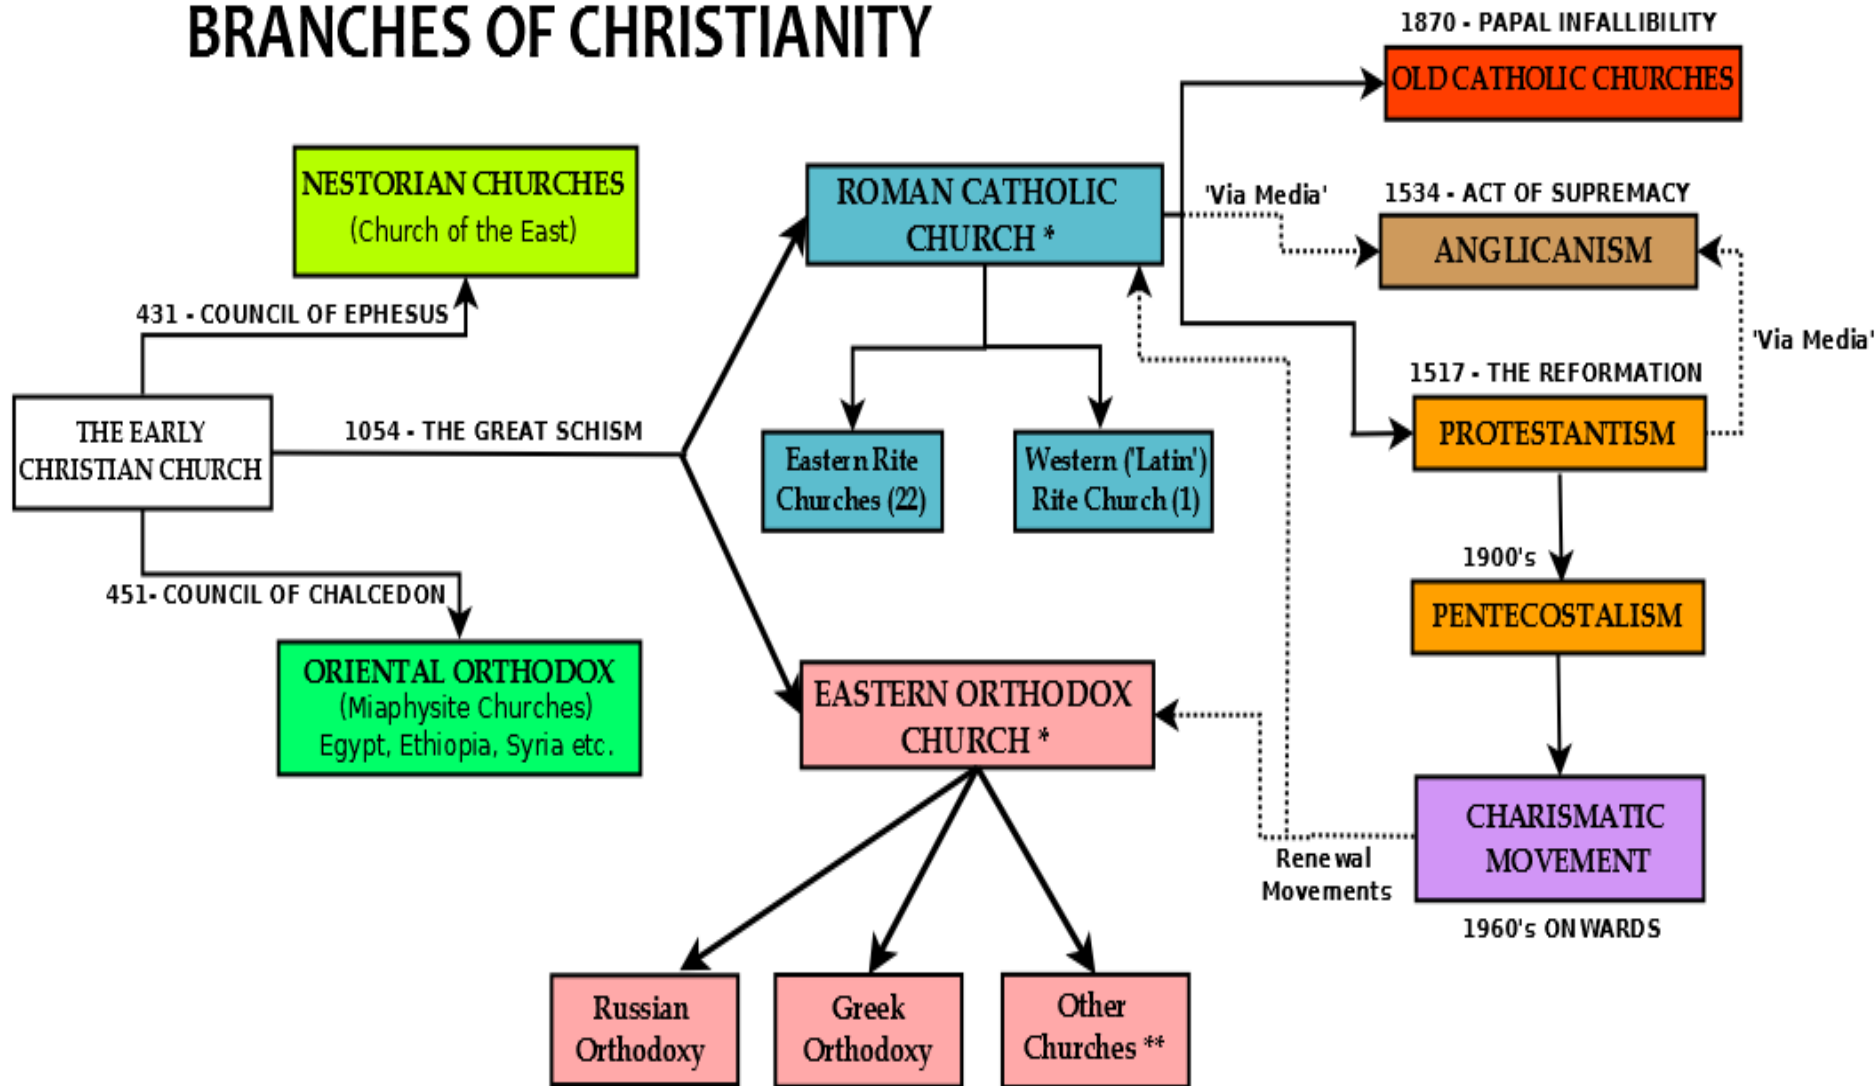 BRANCHES OF CHRISTIANITY
1870 - PAPAL INFALLIBILITY
OLD CATHOLIC CHURCHES
NESTORIAN CHURCHES
(Church of the East)
ROMAN CATHOLIC
CHURCH *
'Via Media'
1534 - ACT OF SUPREMACY
ANGLICANISM
431 - COUNCIL OF EPHESUS
'Via Media'
1517 - THE REFORMATION
PROTESTANTISM
THE EARLY
CHRISTIAN CHURCH
1054 - THE GREAT SCHISM
Eastern Rite
Churches (22)
Western ('Latin')
Rite Church (1)
1900's
PENTECOSTALISM
451- COUNCIL OF CHALCEDON
ORIENTAL ORTHODOX
(Miaphysite Churches)
Egypt, Ethiopia, Syria etc.
EASTERN ORTHODOX
CHURCH *
CHARISMATIC
MOVEMENT
Renewal
Movements
1960's ONWARDS
Russian
Orthodoxy
Greek
Orthodoxy
Other
Churches **